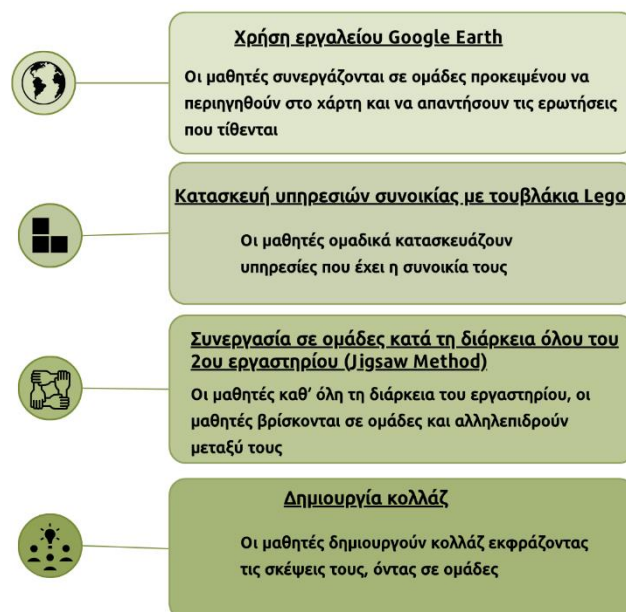 Χρήση εργαλείου Google Earth
Οι μαθητές συνεργάζονται σε ομάδες προκειμένου να
περιηγηθούν στο χάρτη και να απαντήσουν τις ερωτήσεις
που τίθενται
Κατασκευή υπηρεσιών συνοικίας με τουβλάκια Lego
Οι μαθητές ομαδικά κατασκευάζουν
υπηρεσίες που έχει η συνοικία τους
Συνεργασία σε ομάδες κατά τη διάρκεια όλου του
2ου εργαστηρίου (Jigsaw Method)
Οι μαθητές καθ’ όλη τη διάρκεια του εργαστηρίου, οι
μαθητές βρίσκονται σε ομάδες και αλληλεπιδρούν
μεταξύ τους
Δημιουργία κολλάζ
Οι μαθητές δημιουργούν κολλάζ εκφράζοντας
τις σκέψεις τους, όντας σε ομάδες